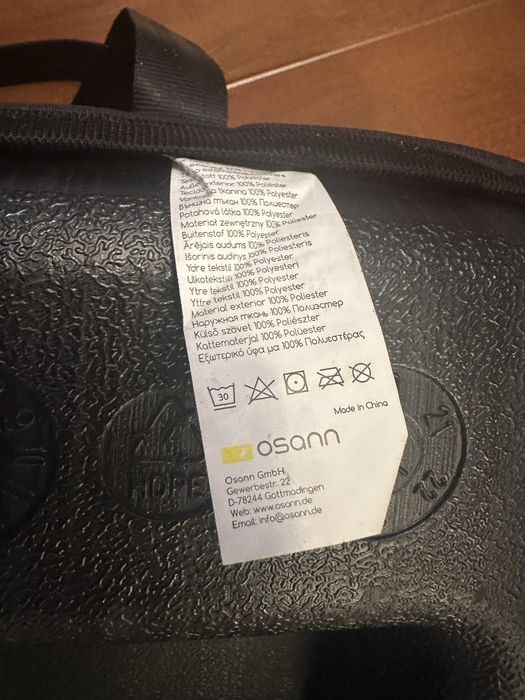 100% Polyester
exterior 100% Poliéster
Tecido tkanina 100% Poliester
Външна тъкан 100% Полиестер
Potahová látka 100% Polyester
Materiał zewnętrzny 100% Poliester
Buitenstof 100% Polyester
Ārējais audums 100% Poliesteris
Išorinis audinys 100% Poliesteris
Ydre tekstil 100% Polyester
Ulkotekstiili 100% Polyesteri
Ytre tekstil 100% Polyester
Yttre tekstil 100% Polyester
Material exterior 100% Poliester
Наружная ткань 100% Полиэстер
Külső szövet 100% Poliészter
Kattematerjal 100% Polüester
Εξωτερικό ύφασμα 100% Πολυεστέρας
30
Made in China
osann
Osann GmbH
Gewerbestr. 22
D-78244 Gottmadingen
Web: www.osann.de
Email: info@osann.de